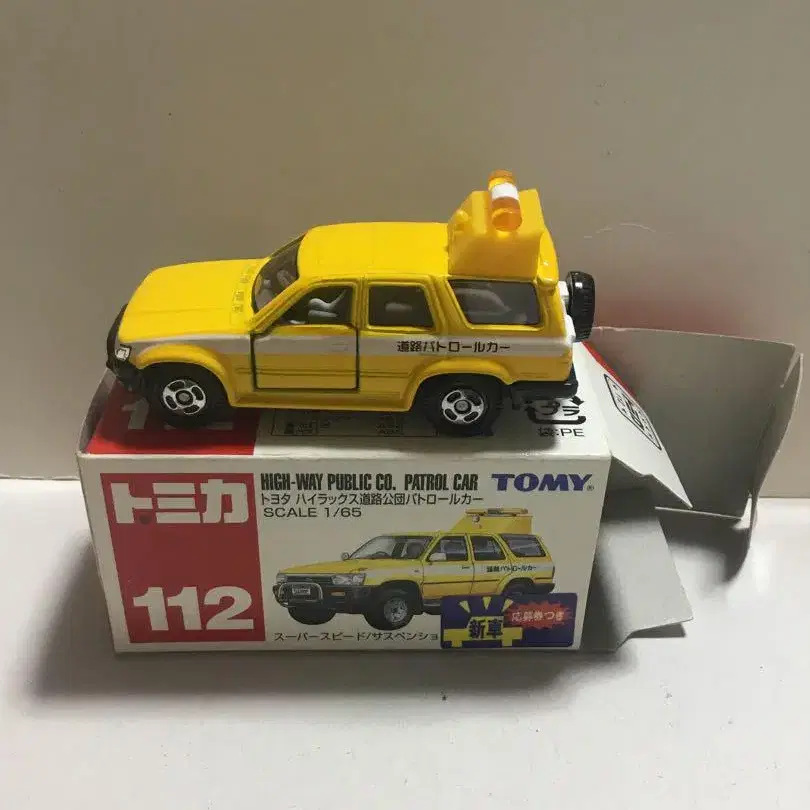 道路パトロールカー
袋:PE
トミカ
112
HIGH-WAY PUBLIC CO. PATROL CAR
トヨタ ハイラックス道路公団パトロールカー
SCALE 1/65
TOMY®
道路パトロールカー
新車
応募券つき
スーパースピード/サスペンショ